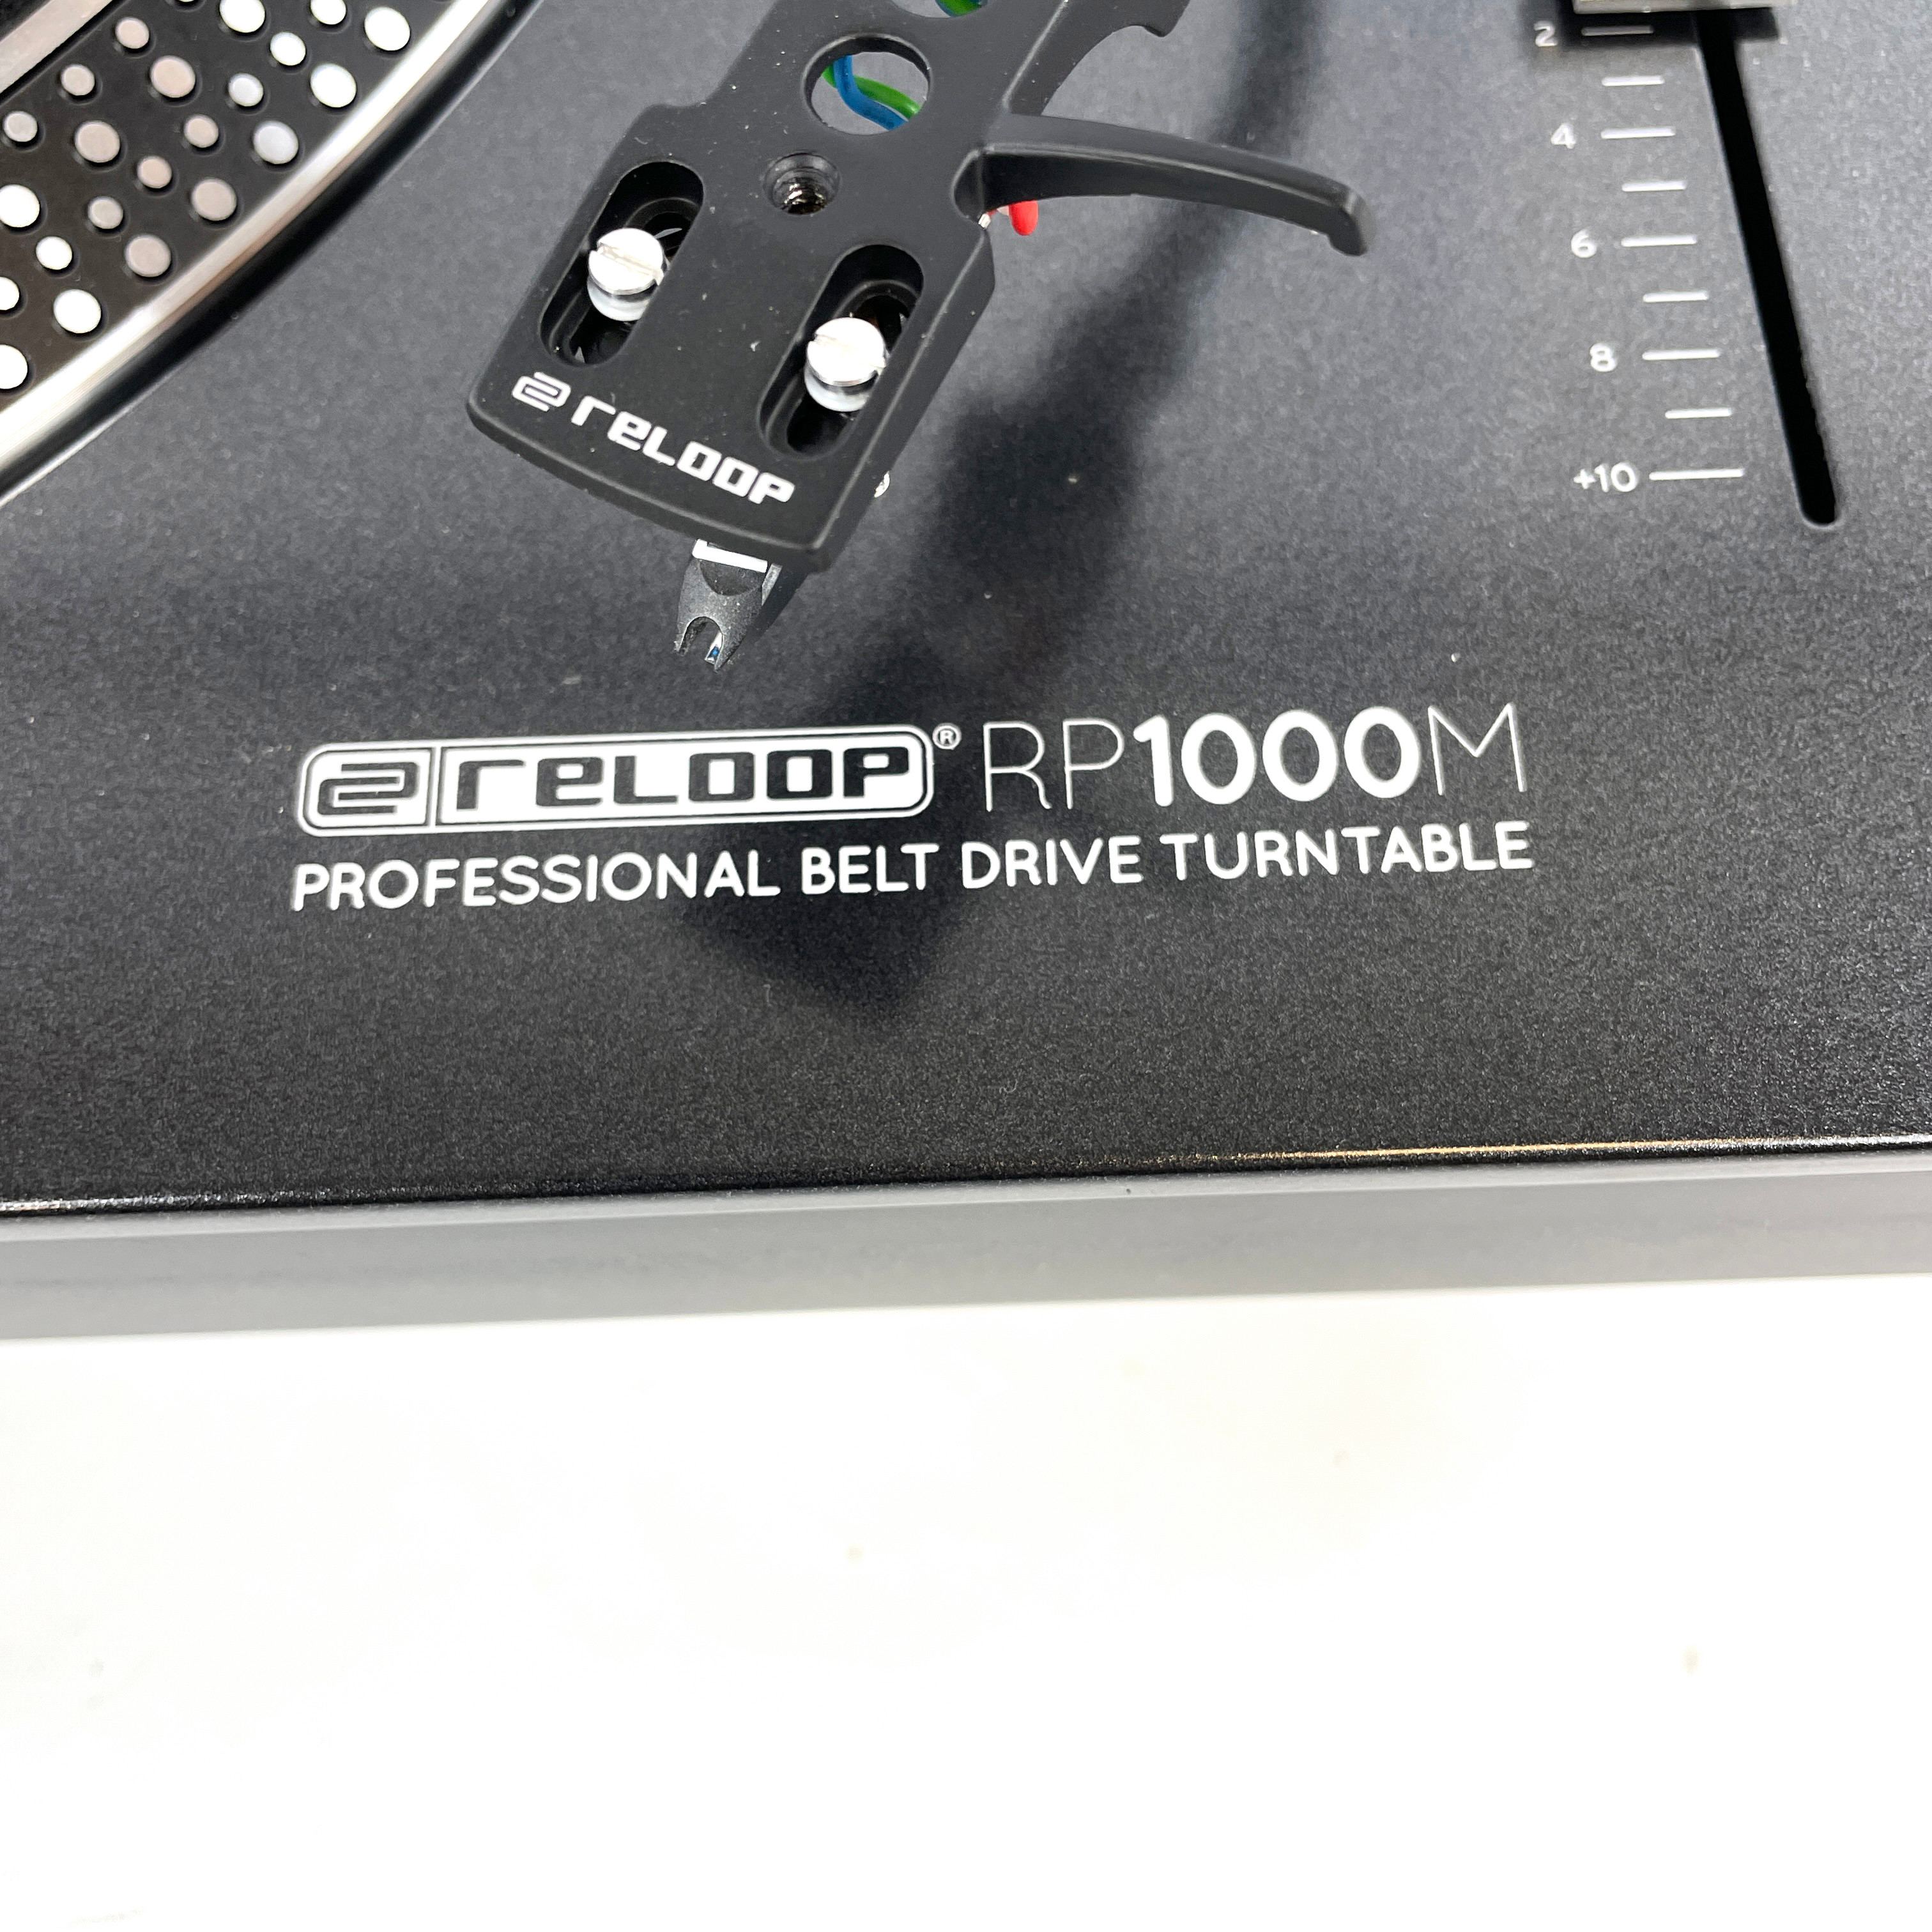 2
4
6
8
+10
reloop
reloop® RP1000M
PROFESSIONAL BELT DRIVE TURNTABLE